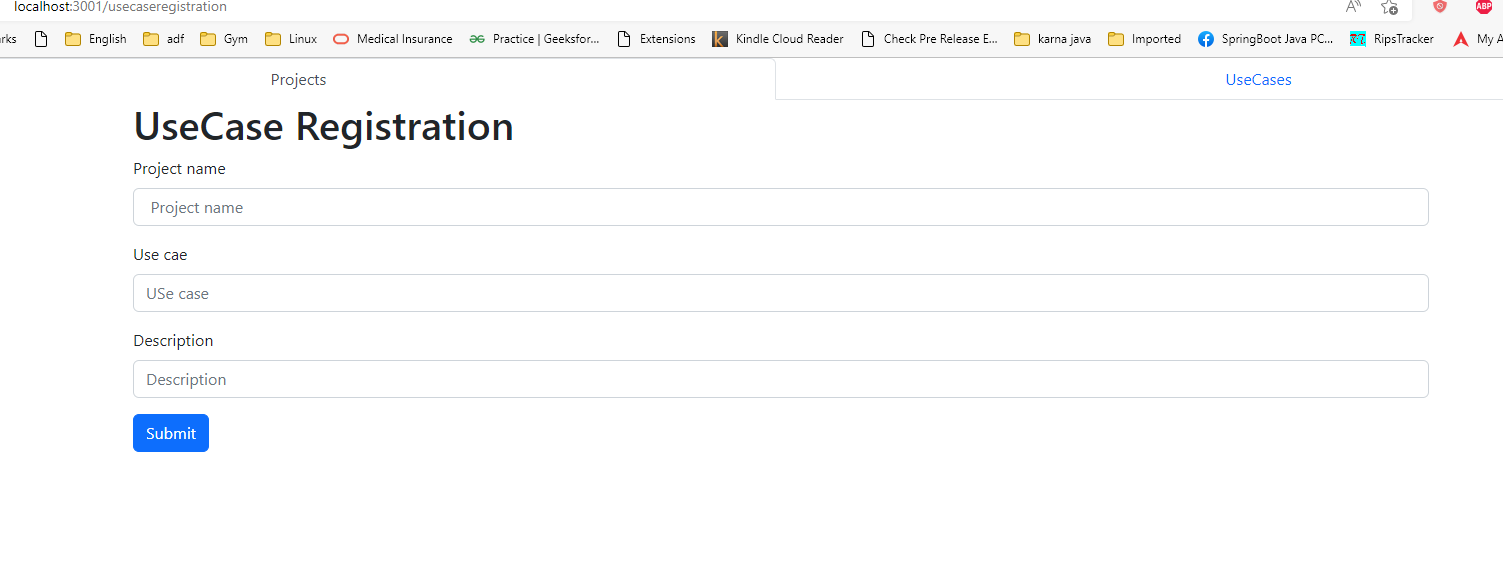 localhost:3001/usecaseregistration
rks English adf Gym Linux Medical Insurance Practice | Geeksfor... Extensions Kindle Cloud Reader Check Pre Release E... karna java Imported SpringBoot Java PC... RipsTracker My A
Projects UseCases
UseCase Registration
Project name
Project name
Use cae
USe case
Description
Description
Submit